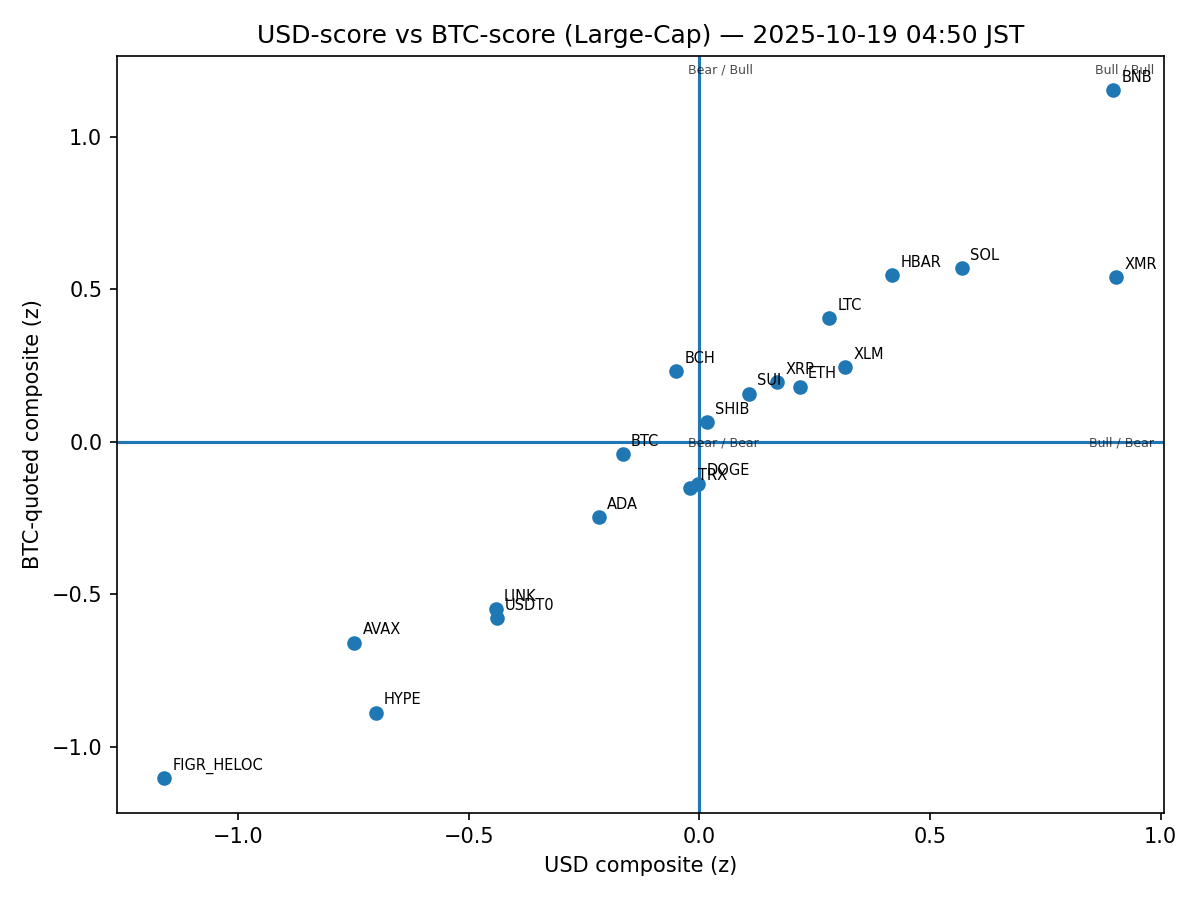 USD-score vs BTC-score (Large-Cap) — 2025-10-19 04:50 JST
Bear / Bull
Bull / Bull
BNB
1.0
SOL
HBAR
XMR
0.5
LTC
BCH
XLM
XRP
ETH
SUI
SHIB
0.0
BTC
Bear / Bear
Bull / Bear
DOGE
TRX
ADA
−0.5
LINK
USDT0
AVAX
HYPE
−1.0
FIGR_HELOC
−1.0
−0.5
0.0
0.5
1.0
USD composite (z)
BTC-quoted composite (z)